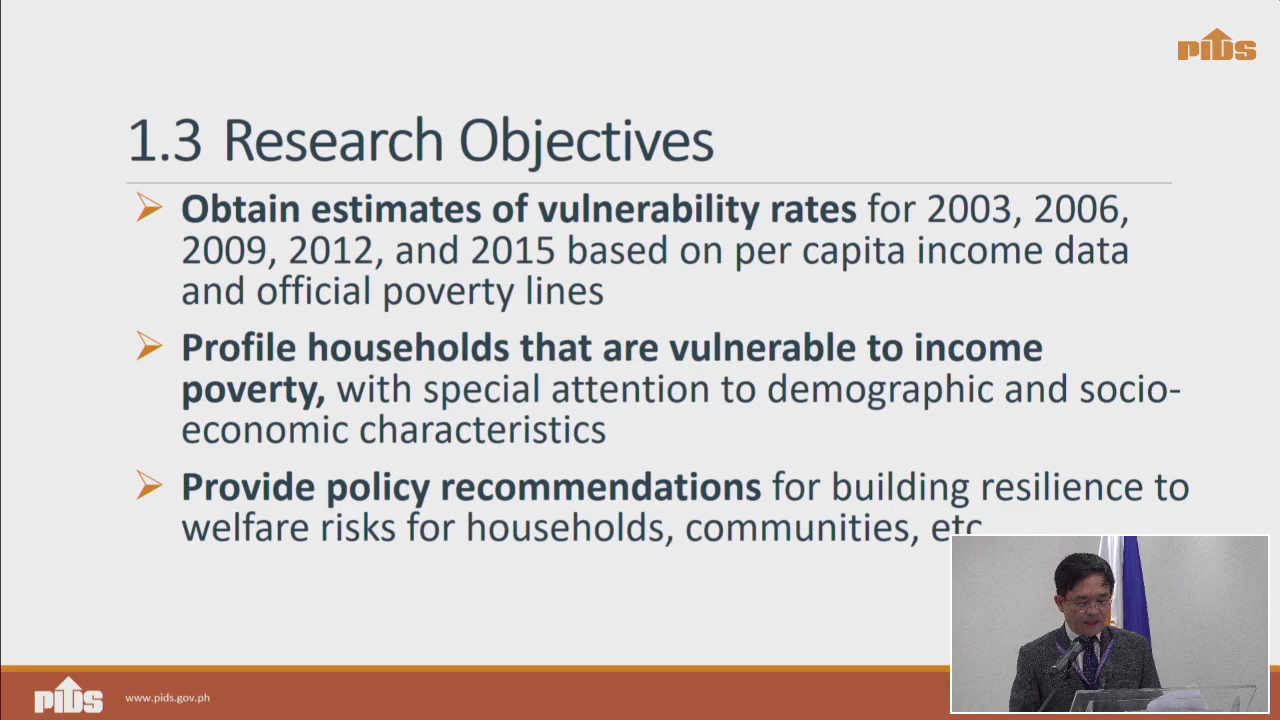 PIDS
1.3 Research Objectives
Obtain estimates of vulnerability rates for 2003, 2006,
2009, 2012, and 2015 based on per capita income data
and official poverty lines
Profile households that are vulnerable to income
poverty, with special attention to demographic and socio-
economic characteristics
Provide policy recommendations for building resilience to
welfare risks for households, communities, etc
PIDS
www.pids.gov.ph